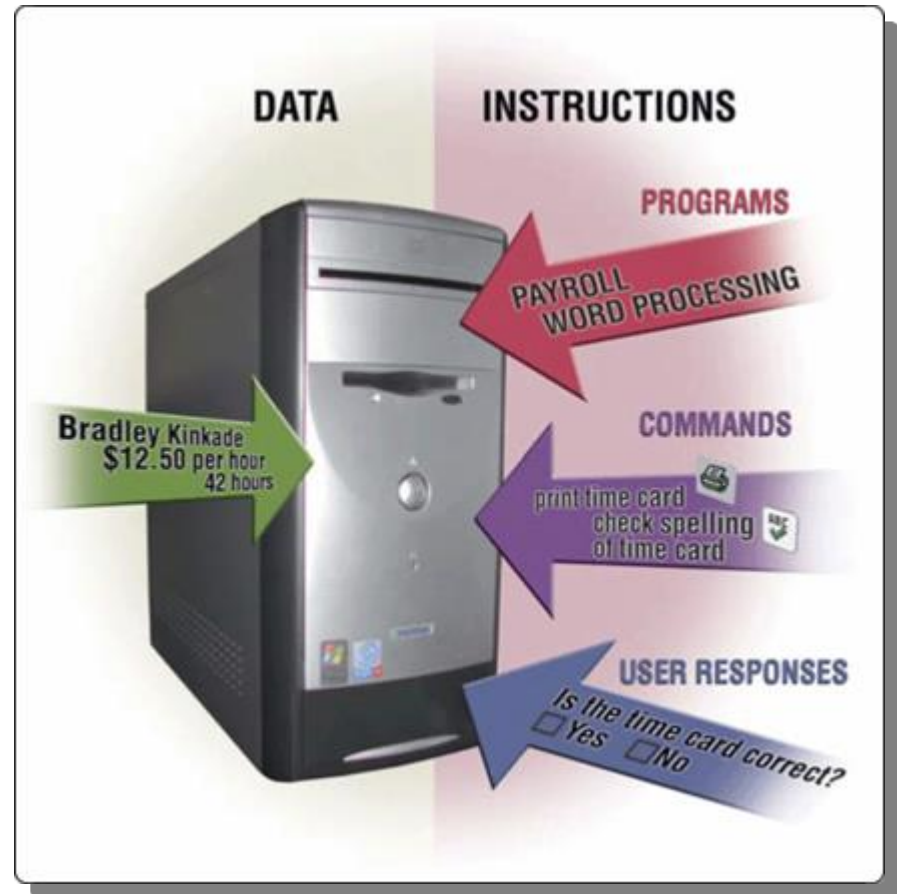 DATA
INSTRUCTIONS
PROGRAMS
PAYROLL
WORD PROCESSING
Bradley Kinkade
$12.50 per hour
42 hours
COMMANDS
print time card
check spelling
of time card
ABC
USER RESPONSES
Is the time card correct?
Yes No